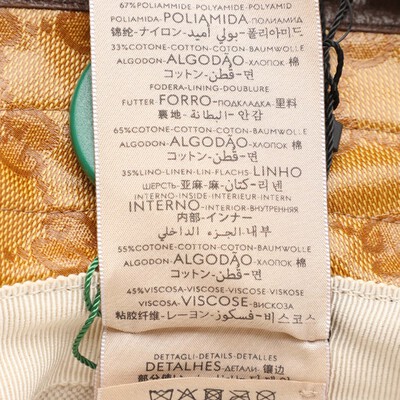 67% POLIAMMIDE-POLYAMIDE-POLYAMID
POLIAMIDA POLIAMIDA-ПОЛИАМИД
錦綸-ナイロン-بولي أميد-폴리아미드
33% COTONE-COTTON-COTON-BAUMWOLLE
ALGODON-ALGODÃO-ХЛОПОК 棉
コットン-قطن-면
FODERA-LINING-DOUBLURE
FUTTER FORRO-ПОДКЛАДКА-里料
裏地-البطانة-안감
65% COTONE-COTTON-COTON-BAUMWOLLE
ALGODON-ALGODÃO-ХЛОПОК 棉
コットン-قطن-면
35% LINO-LINEN-LIN-FLACHS LINHO
ШЕРСТЬ-亚麻-麻-كتان-리넨
INTERNO-INSIDE-INTERIEUR-INTERN
INTERNO-INTERIOR-ВНУТРЕННЯЯ
内部-インナー
내부-الجزء الداخلي
55% COTONE-COTTON-COTON-BAUMWOLLE
ALGODON-ALGODÃO-ХЛОПОК 棉
コットン-قطن-면
45% VISCOSA-VISCOSE-VISCOSE-VISKOSE
VISCOSA-VISCOSE-ВИСКОЗА
粘胶纤维-レーヨン-فسكوز-비스코스
DETTAGLI-DETAILS-DETALLES
DETALHES-ДЕТАЛИ-镶边